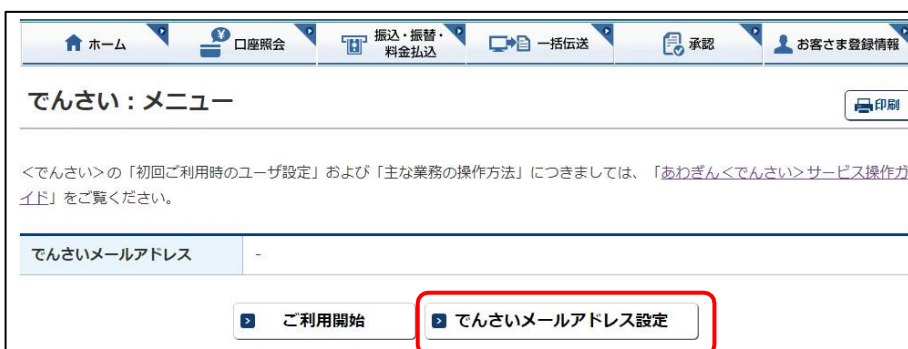 ホーム
口座照会
振込・振替・
料金払込
一括伝送
承認
お客さま登録情報
でんさい：メニュー
印刷
＜でんさい＞の「初回ご利用時のユーザ設定」および「主な業務の操作方法」につきましては、「あわぎん＜でんさい＞サービス操作ガ
イド」をご覧ください。
でんさいメールアドレス -
ご利用開始
でんさいメールアドレス設定